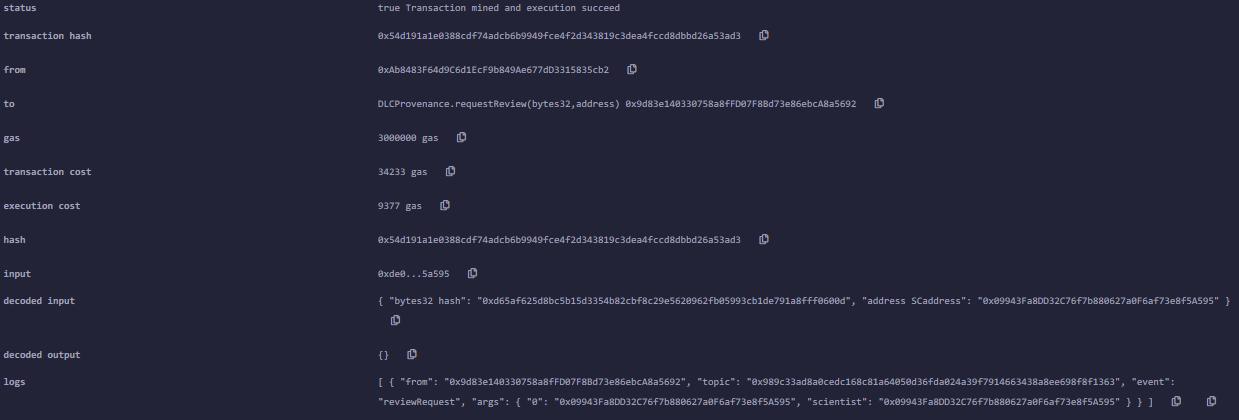 status true Transaction mined and execution succeed
transaction hash 0x54d191a1e0388cdf74adcb6b9949fce4f2d343819c3dea4fccd8dbbd26a53ad3
from 0xAb8483F64d9C6d1EcF9b849Ae677dD3315835cb2
to DLCProvenance.requestReview(bytes32,address) 0x9d83e140330758a8fFD07F8Bd73e86ebcA8a5692
gas 3000000 gas
transaction cost 34233 gas
execution cost 9377 gas
hash 0x54d191a1e0388cdf74adcb6b9949fce4f2d343819c3dea4fccd8dbbd26a53ad3
input 0xde0...5a595
decoded input { "bytes32 hash": "0xd65af625d8bc5b15d3354b82cbf8c29e5620962fb05993cb1de791a8fff0600d", "address SCaddress": "0x09943Fa8DD32C76f7b880627a0F6af73e8f5A595" }
decoded output {}
logs [ { "from": "0x9d83e140330758a8fFD07F8Bd73e86ebcA8a5692", "topic": "0x989c33ad8a0cedc168c81a64050d36fda024a39f7914663438a8ee698f8f1363", "event":
"reviewRequest", "args": { "0": "0x09943Fa8DD32C76f7b880627a0F6af73e8f5A595", "scientist": "0x09943Fa8DD32C76f7b880627a0F6af73e8f5A595" } } ]